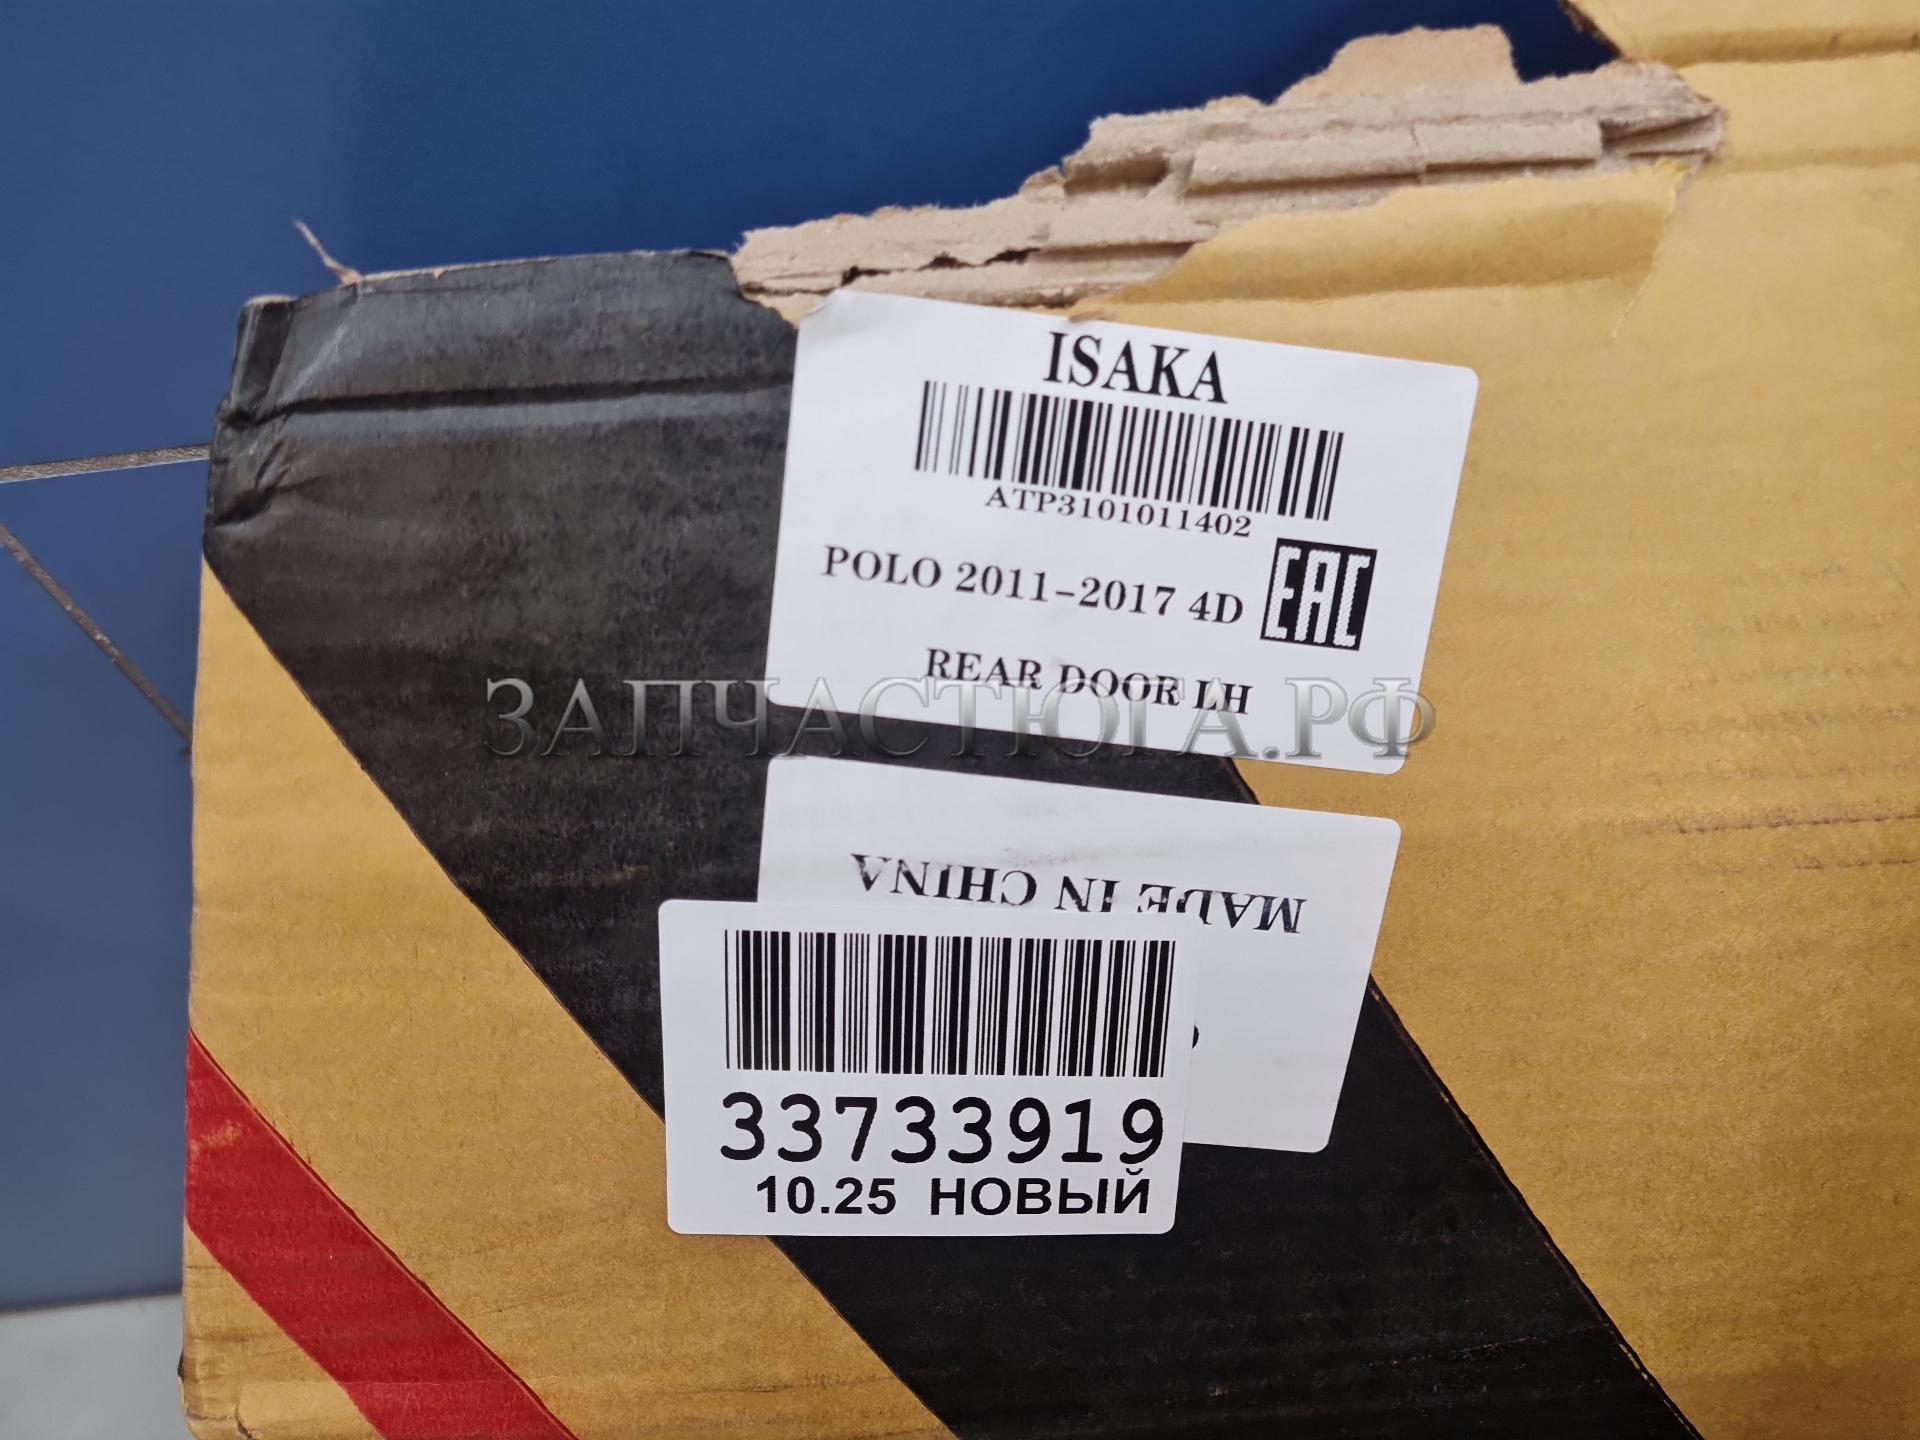 ISAKA
ATP3101011402
POLO 2011-2017 4D
EAC
REAR DOOR LH
ЗАПЧАСТЮГА.РФ
MADE IN CHINA
33733919
10.25 НОВЫЙ